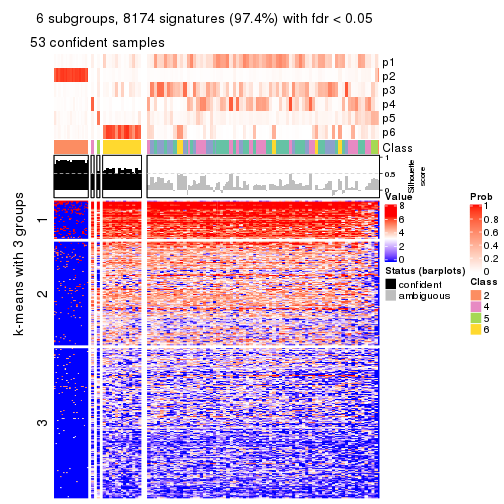 6 subgroups, 8174 signatures (97.4%) with fdr < 0.05
53 confident samples
p1
p2
p3
p4
p5
p6
Class
1
0.5
0
Silhouette
score
k-means with 3 groups
1
2
3
Value
8
6
4
2
0
Status (barplots)
confident
ambiguous
Prob
1
0.8
0.6
0.4
0.2
0
Class
2
4
5
6